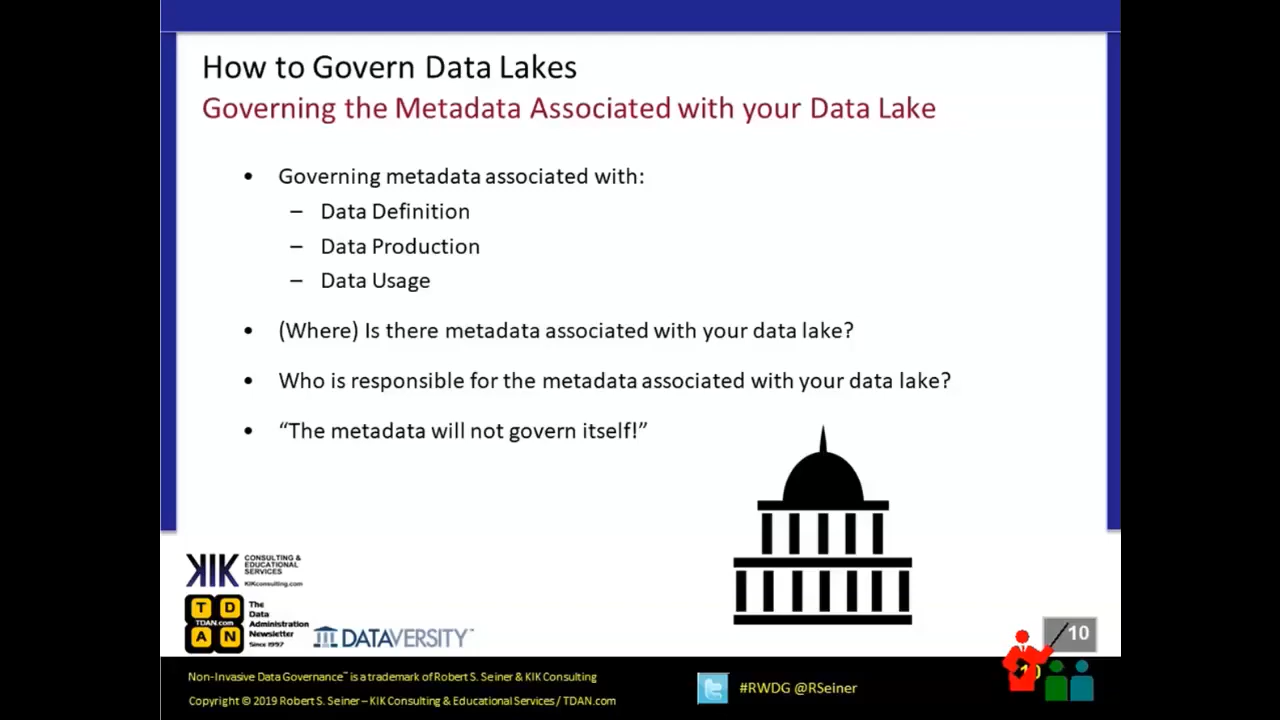 How to Govern Data Lakes
Governing the Metadata Associated with your Data Lake
• Governing metadata associated with:
– Data Definition
– Data Production
– Data Usage
• (Where) Is there metadata associated with your data lake?
• Who is responsible for the metadata associated with your data lake?
• “The metadata will not govern itself!”
KIK CONSULTING &
EDUCATIONAL
SERVICES
KIKconsulting.com
T D
TDAN.com
A N
The
Data
Administration
Newsletter
Since 1997
DATAVERSITY™
10
Non-Invasive Data Governance™ is a trademark of Robert S. Seiner & KIK Consulting
Copyright © 2019 Robert S. Seiner – KIK Consulting & Educational Services / TDAN.com
#RWDG @RSeiner